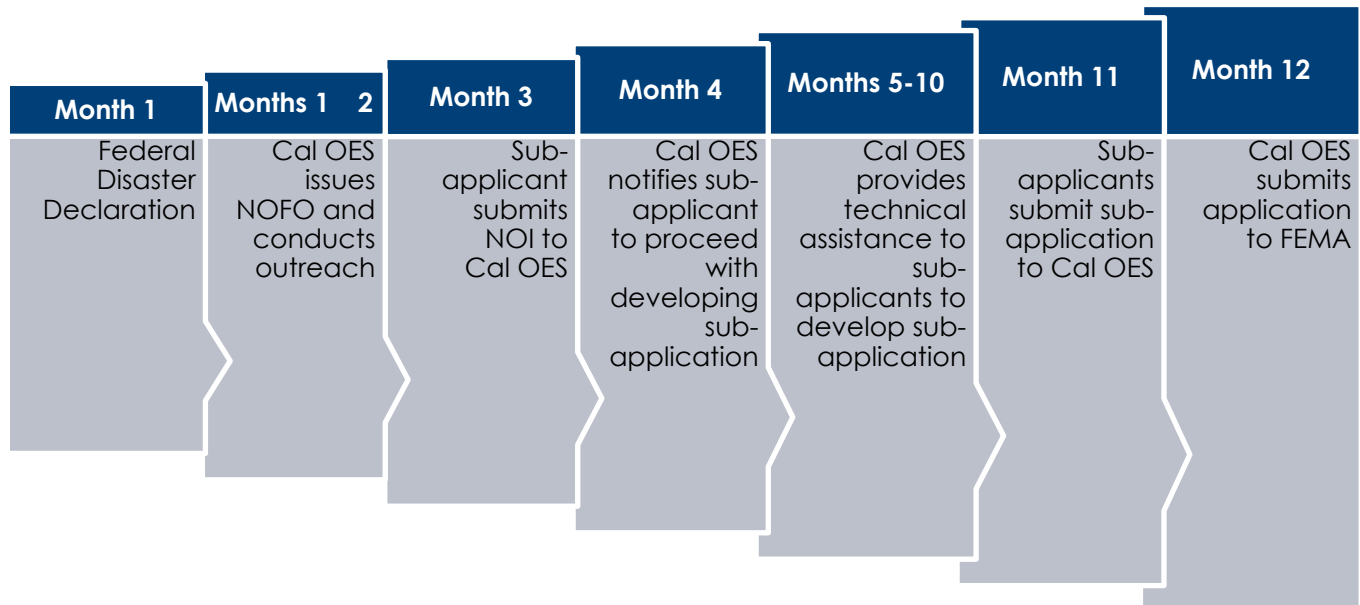 Month 1
Federal
Disaster
Declaration
Months 1 2
Cal OES
issues
NOFO and
conducts
outreach
Month 3
Sub-
applicant
submits
NOI to
Cal OES
Month 4
Cal OES
notifies sub-
applicant
to proceed
with
developing
sub-
application
Months 5-10
Cal OES
provides
technical
assistance to
sub-
applicants to
develop sub-
application
Month 11
Sub-
applicants
submit sub-
application
to Cal OES
Month 12
Cal OES
submits
application
to FEMA